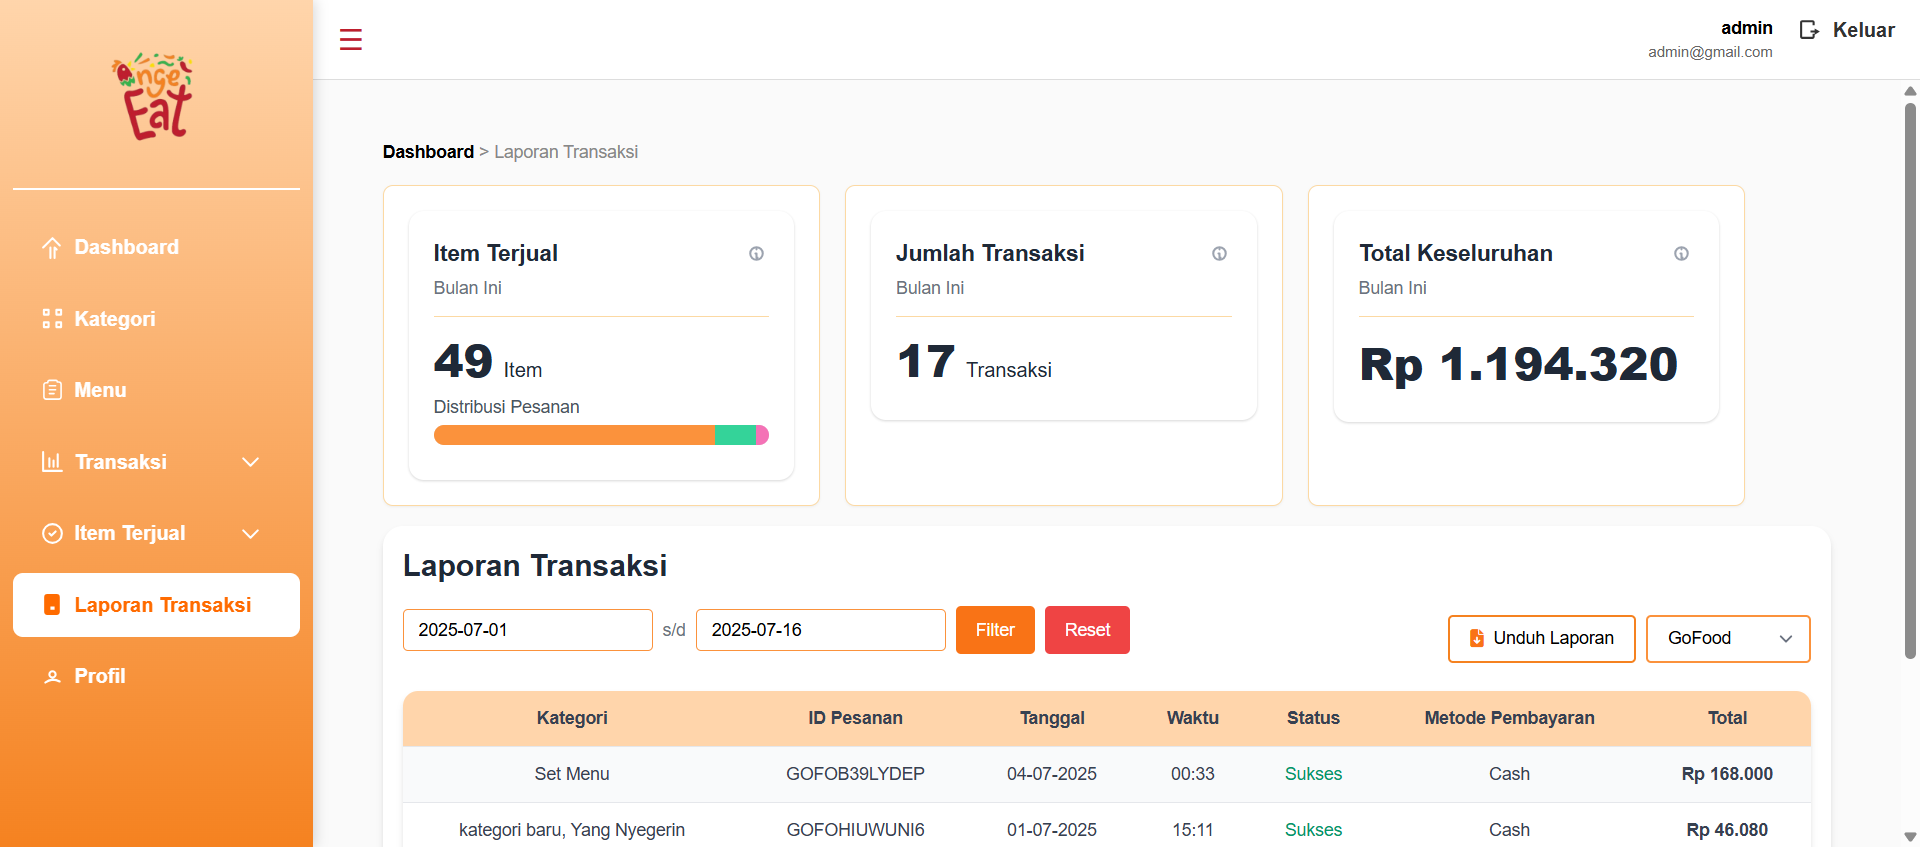 nge
Eat
admin
admin@gmail.com
Keluar
Dashboard
Kategori
Menu
Transaksi
Item Terjual
Laporan Transaksi
Profil
Dashboard > Laporan Transaksi
Item Terjual
Bulan Ini
49 Item
Distribusi Pesanan
Jumlah Transaksi
Bulan Ini
17 Transaksi
Total Keseluruhan
Bulan Ini
Rp 1.194.320
Laporan Transaksi
2025-07-01 s/d 2025-07-16 Filter Reset
Unduh Laporan GoFood
Kategori ID Pesanan Tanggal Waktu Status Metode Pembayaran Total
Set Menu GOFOB39LYDEP 04-07-2025 00:33 Sukses Cash Rp 168.000
kategori baru, Yang Nyegerin GOFOHIUWUNI6 01-07-2025 15:11 Sukses Cash Rp 46.080